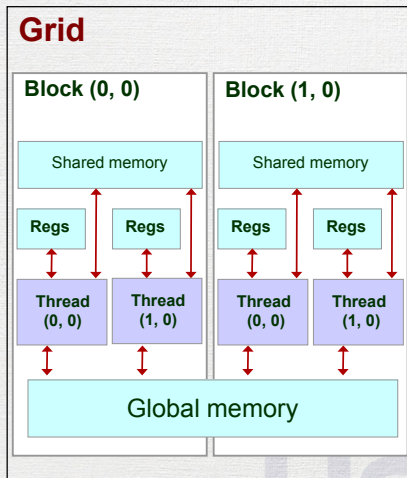 Grid
Block (0, 0)
Block (1, 0)
Shared memory
Shared memory
Regs
Regs
Regs
Regs
Thread
(0, 0)
Thread
(1, 0)
Thread
(0, 0)
Thread
(1, 0)
Global memory